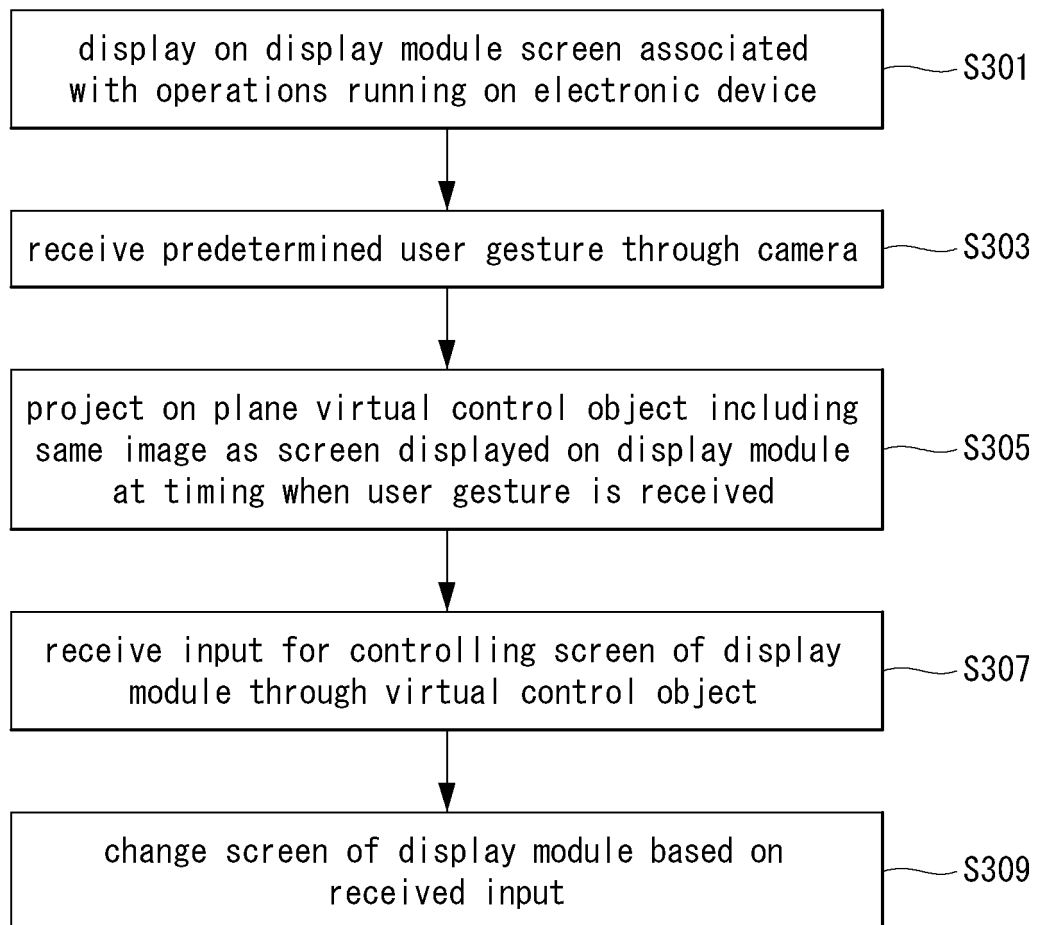 display on display module screen associated
with operations running on electronic device
S301
receive predetermined user gesture through camera
S303
project on plane virtual control object including
same image as screen displayed on display module
at timing when user gesture is received
S305
receive input for controlling screen of display
module through virtual control object
S307
change screen of display module based on
received input
S309